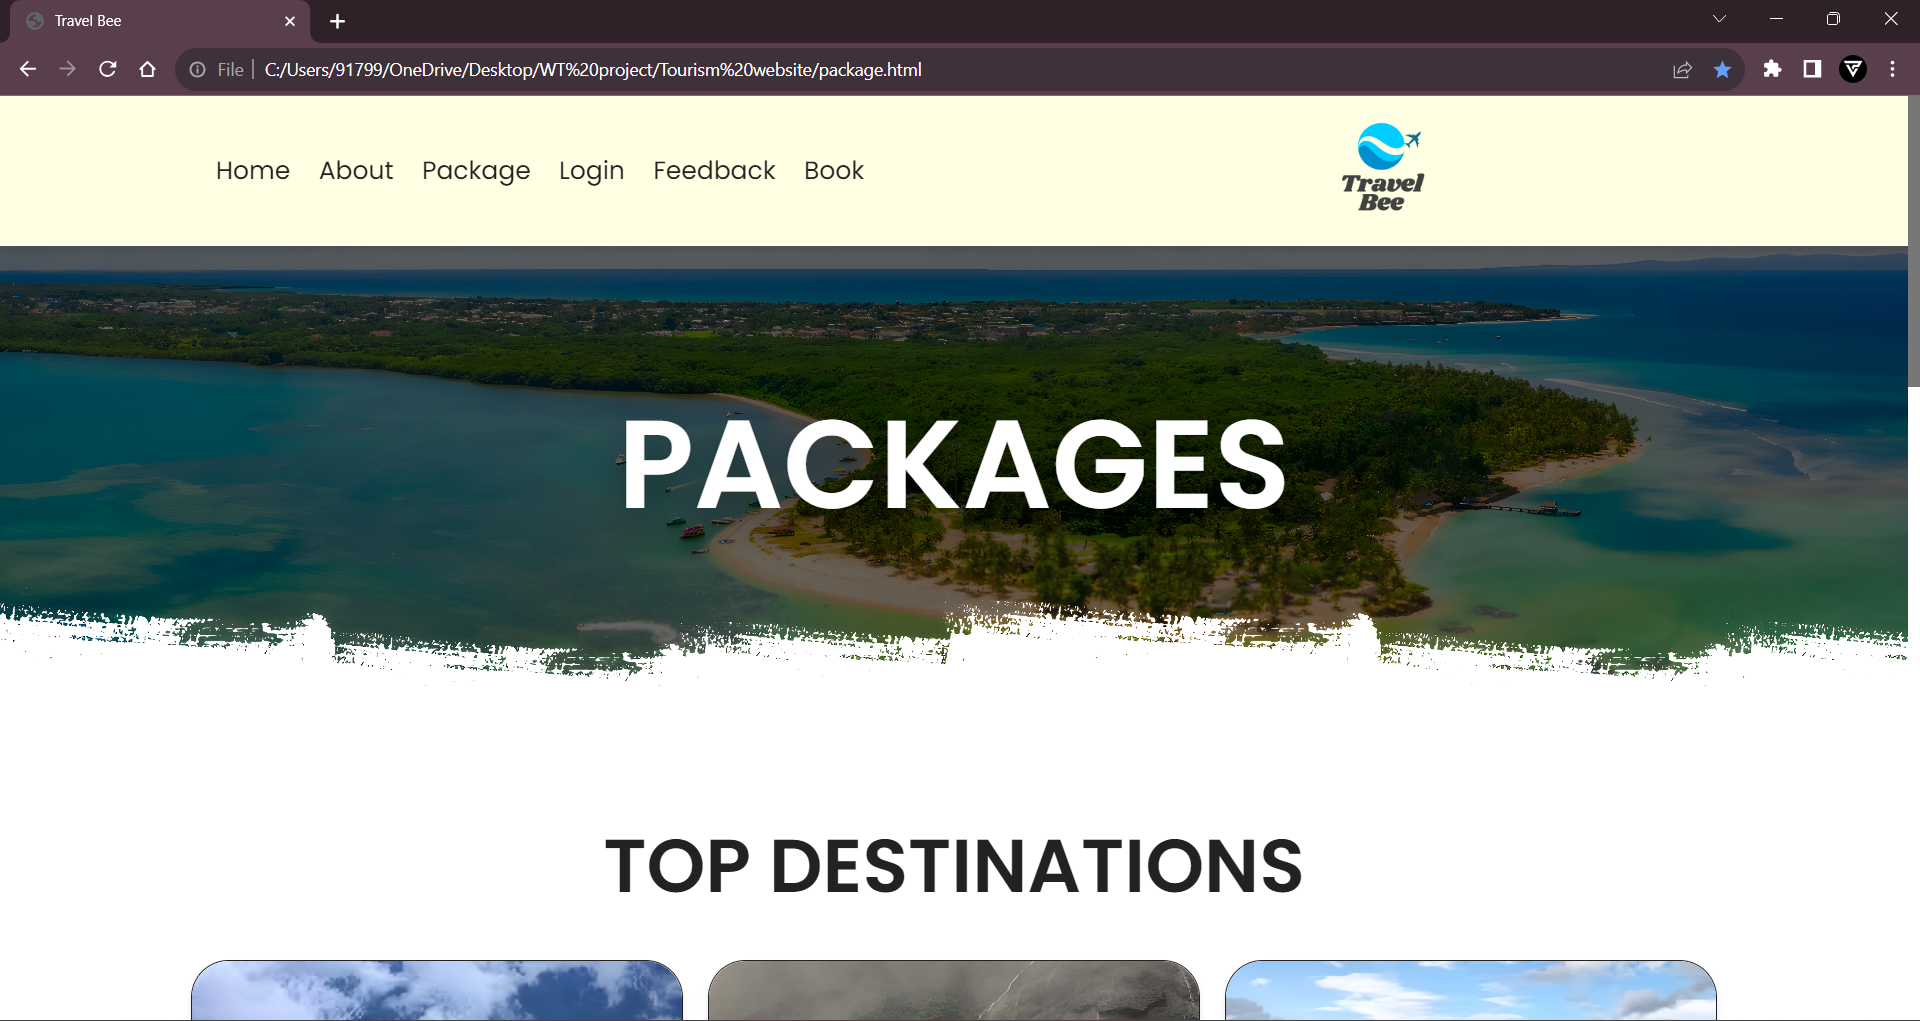 Travel Bee
File
C:/Users/91799/OneDrive/Desktop/WT%20project/Tourism%20website/package.html
Home About Package Login Feedback Book
Travel
Bee
PACKAGES
TOP DESTINATIONS